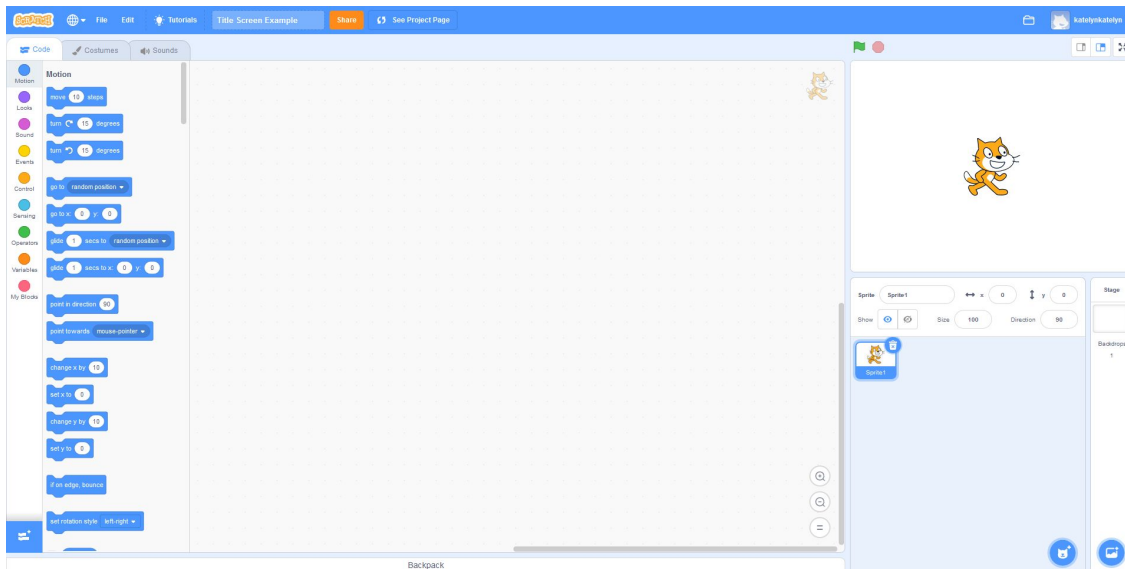 SCRATCH File Edit Tutorials Title Screen Example Share See Project Page katelynkatelyn
Code Costumes Sounds
Motion
Looks
Sound
Events
Control
Sensing
Operators
Variables
My Blocks
Motion
move 10 steps
turn 15 degrees
turn 15 degrees
go to random position
go to x: 0 y: 0
glide 1 secs to random position
glide 1 secs to x: 0 y: 0
point in direction 90
point towards mouse-pointer
change x by 10
set x to 0
change y by 10
set y to 0
if on edge, bounce
set rotation style left-right
Backpack
Sprite Sprite1 x 0 y 0
Show Size 100 Direction 90
Sprite1
Stage
Backdrops
1